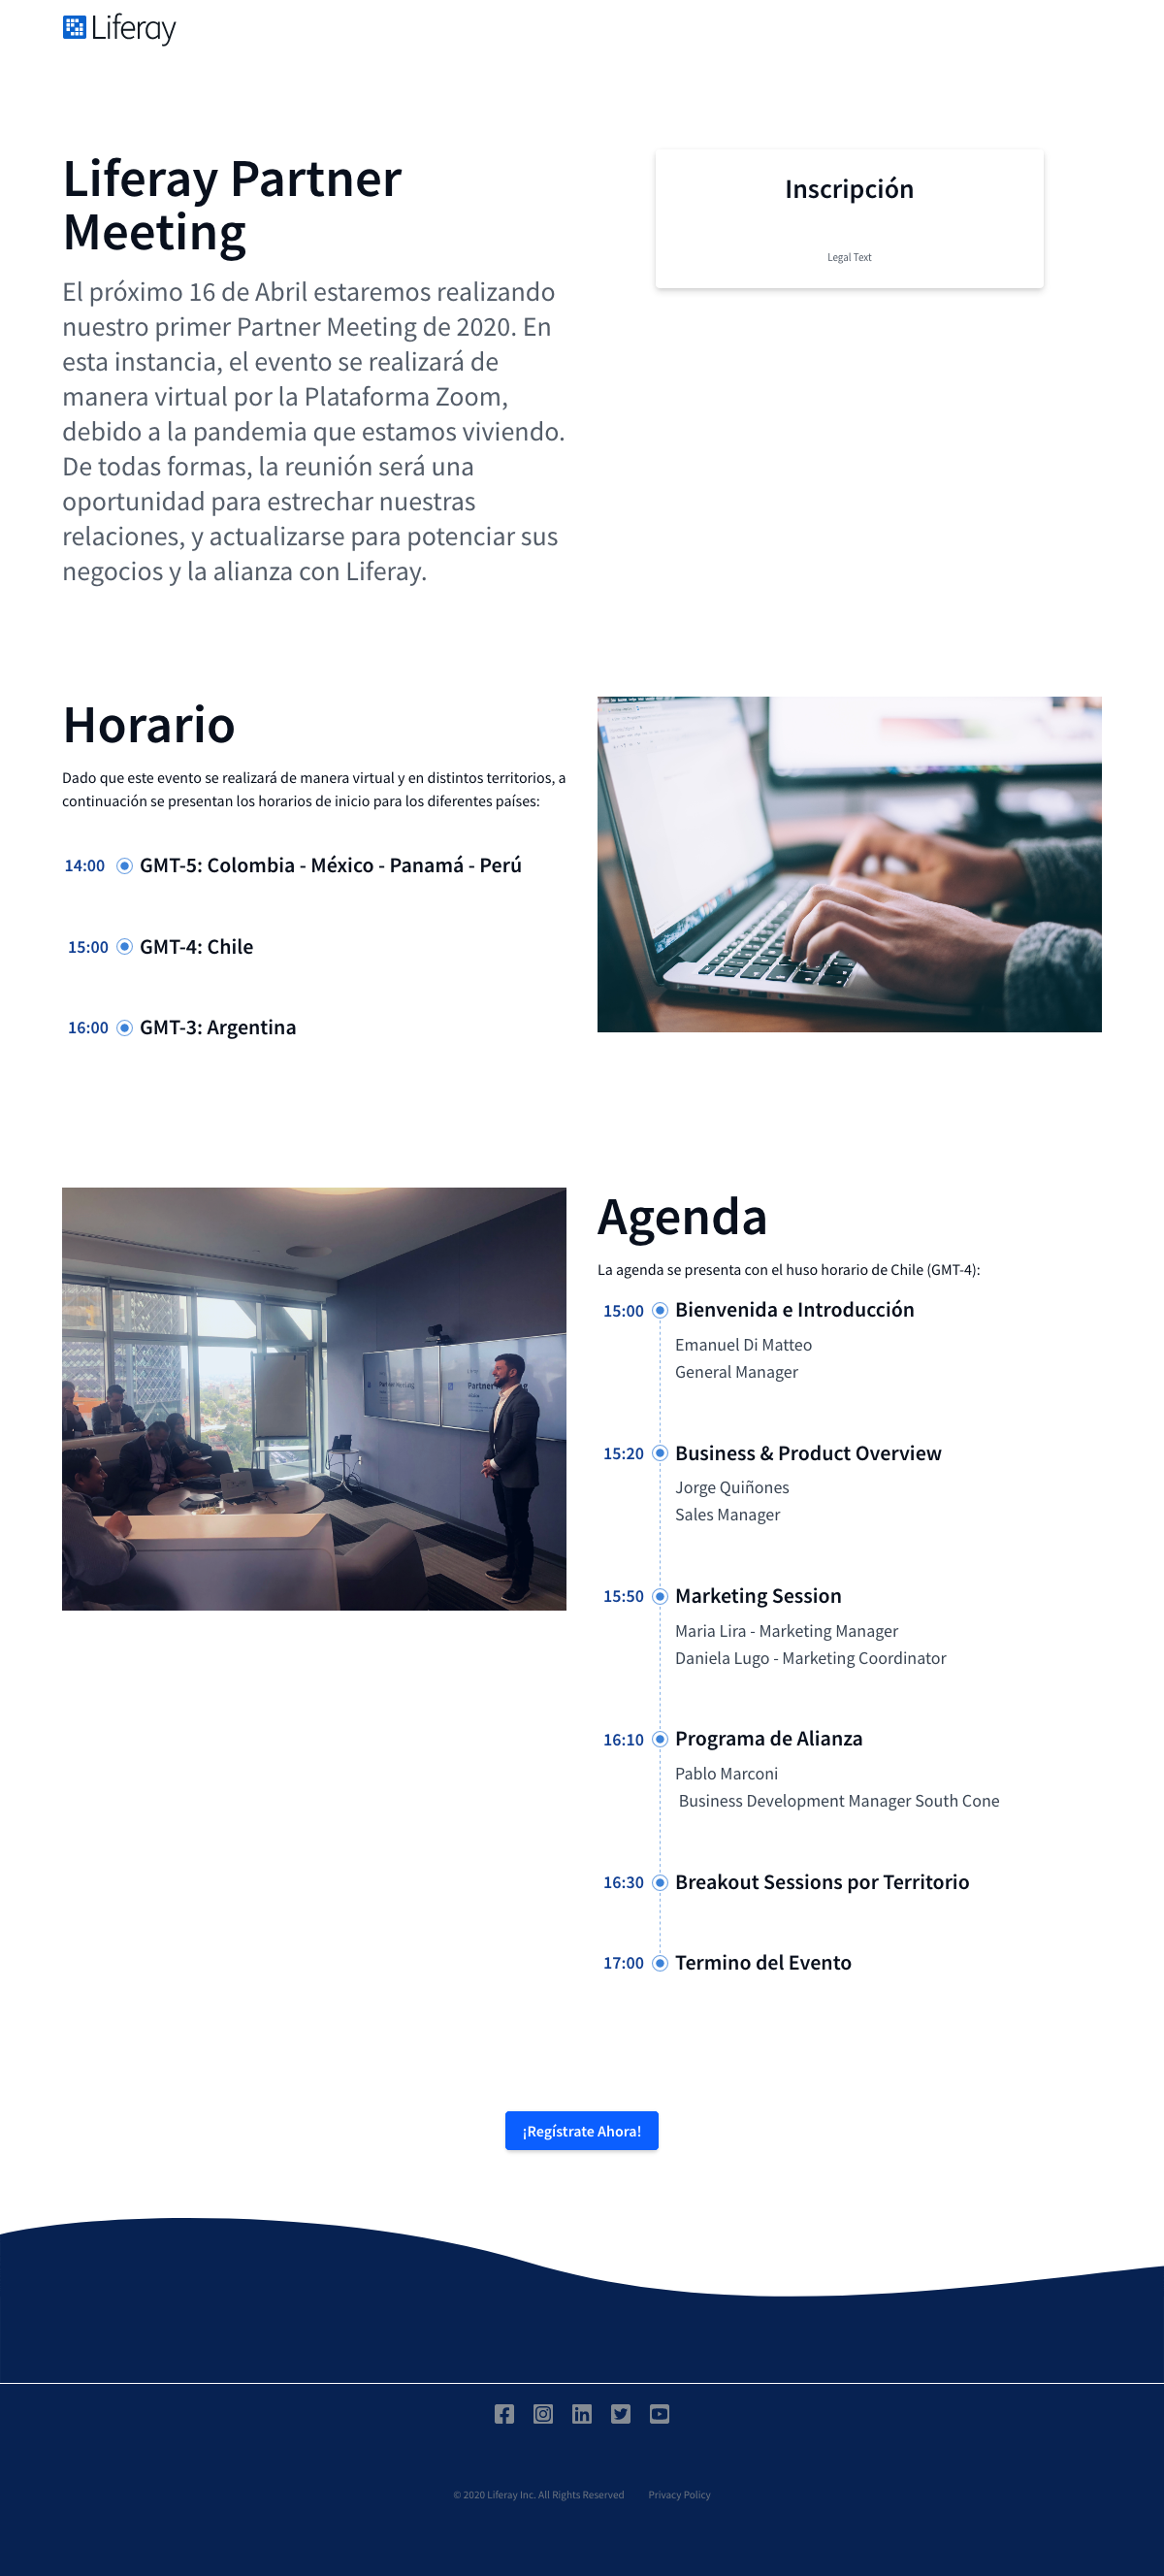 Liferay
Liferay Partner
Meeting
El próximo 16 de Abril estaremos realizando
nuestro primer Partner Meeting de 2020. En
esta instancia, el evento se realizará de
manera virtual por la Plataforma Zoom,
debido a la pandemia que estamos viviendo.
De todas formas, la reunión será una
oportunidad para estrechar nuestras
relaciones, y actualizarse para potenciar sus
negocios y la alianza con Liferay.
Inscripción
Legal Text
Horario
Dado que este evento se realizará de manera virtual y en distintos territorios, a
continuación se presentan los horarios de inicio para los diferentes países:
14:00 GMT-5: Colombia - México - Panamá - Perú
15:00 GMT-4: Chile
16:00 GMT-3: Argentina
Agenda
La agenda se presenta con el huso horario de Chile (GMT-4):
15:00 Bienvenida e Introducción
Emanuel Di Matteo
General Manager
15:20 Business & Product Overview
Jorge Quiñones
Sales Manager
15:50 Marketing Session
Maria Lira - Marketing Manager
Daniela Lugo - Marketing Coordinator
16:10 Programa de Alianza
Pablo Marconi
Business Development Manager South Cone
16:30 Breakout Sessions por Territorio
17:00 Termino del Evento
¡Regístrate Ahora!
© 2020 Liferay Inc. All Rights Reserved Privacy Policy